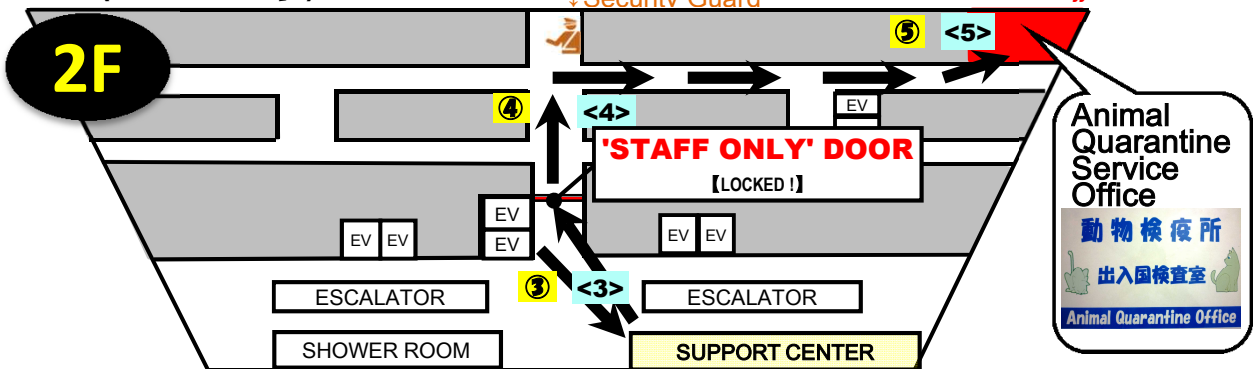 ↓Security Guard
2F
⑤ <5>
④ <4>
EV
'STAFF ONLY' DOOR
【LOCKED !】
Animal
Quarantine
Service
Office
動物検疫所
出入国検査室
Animal Quarantine Office
EV
EV
EV EV
EV EV
③ <3>
ESCALATOR
ESCALATOR
SHOWER ROOM
SUPPORT CENTER